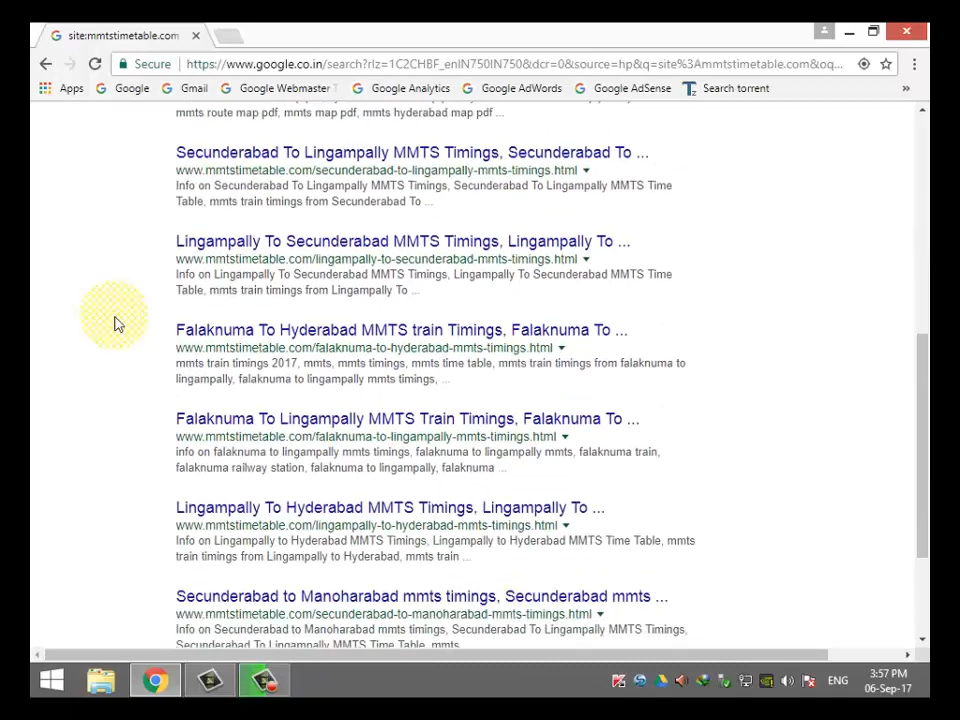 site:mmtstimetable.com
Secure https://www.google.co.in/search?rlz=1C2CHBF_enIN750IN750&dcr=0&source=hp&q=site%3Ammtstimetable.com&oq...
Apps Google Gmail Google Webmaster T Google Analytics Google AdWords Google AdSense Search torrent »
mmts route map pdf, mmts map pdf, mmts hyderabad map pdf ...
Secunderabad To Lingampally MMTS Timings, Secunderabad To ...
www.mmtstimetable.com/secunderabad-to-lingampally-mmts-timings.html
Info on Secunderabad To Lingampally MMTS Timings, Secunderabad To Lingampally MMTS Time
Table, mmts train timings from Secunderabad To ...
Lingampally To Secunderabad MMTS Timings, Lingampally To ...
www.mmtstimetable.com/lingampally-to-secunderabad-mmts-timings.html
Info on Lingampally To Secunderabad MMTS Timings, Lingampally To Secunderabad MMTS Time
Table, mmts train timings from Lingampally To ...
Falaknuma To Hyderabad MMTS train Timings, Falaknuma To ...
www.mmtstimetable.com/falaknuma-to-hyderabad-mmts-timings.html
mmts train timings 2017, mmts, mmts timings, mmts time table, mmts train timings from falaknuma to
lingampally, falaknuma to lingampally mmts timings, ...
Falaknuma To Lingampally MMTS Train Timings, Falaknuma To ...
www.mmtstimetable.com/falaknuma-to-lingampally-mmts-timings.html
info on falaknuma to lingampally mmts timings, falaknuma to lingampally mmts, falaknuma train,
falaknuma railway station, falaknuma to lingampally, falaknuma ...
Lingampally To Hyderabad MMTS Timings, Lingampally To ...
www.mmtstimetable.com/lingampally-to-hyderabad-mmts-timings.html
Info on Lingampally to Hyderabad MMTS Timings, Lingampally to Hyderabad MMTS Time Table, mmts
train timings from Lingampally to Hyderabad, mmts train ...
Secunderabad to Manoharabad mmts timings, Secunderabad mmts ...
www.mmtstimetable.com/secunderabad-to-manoharabad-mmts-timings.html
Info on Secunderabad to Manoharabad mmts timings, Secunderabad To Lingampally MMTS Timings,
Secunderabad To Lingampally MMTS Time Table, mmts
ENG 3:57 PM
06-Sep-17